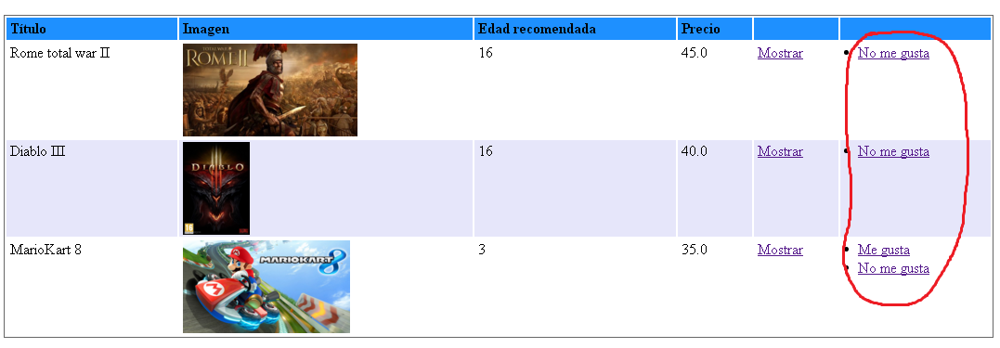 Título Imagen Edad recomendada Precio
Rome total war II TOTAL WAR ROME II 16 45.0 Mostrar No me gusta
Diablo III DIABLO 16 40.0 Mostrar No me gusta
MarioKart 8 MARIOKART 8 3 35.0 Mostrar Me gusta
No me gusta